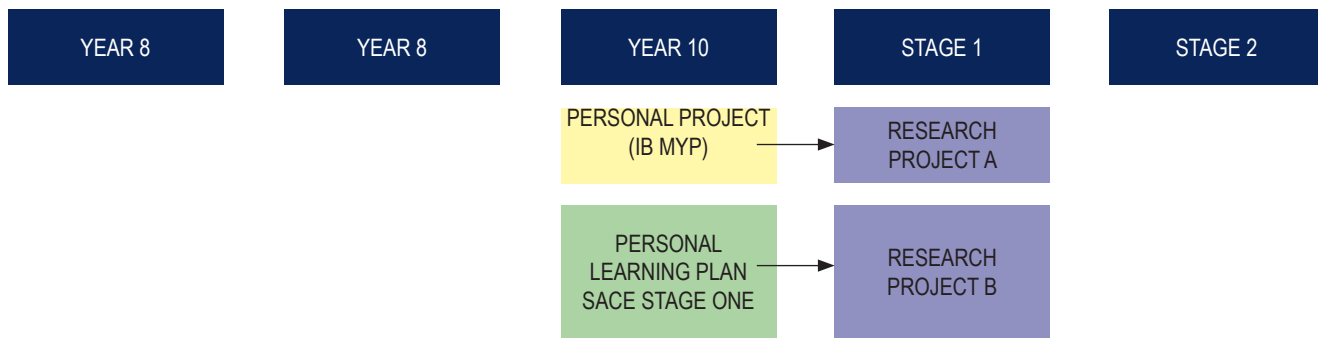 YEAR 8
YEAR 8
YEAR 10
STAGE 1
STAGE 2
PERSONAL PROJECT
(IB MYP)
RESEARCH
PROJECT A
PERSONAL
LEARNING PLAN
SACE STAGE ONE
RESEARCH
PROJECT B